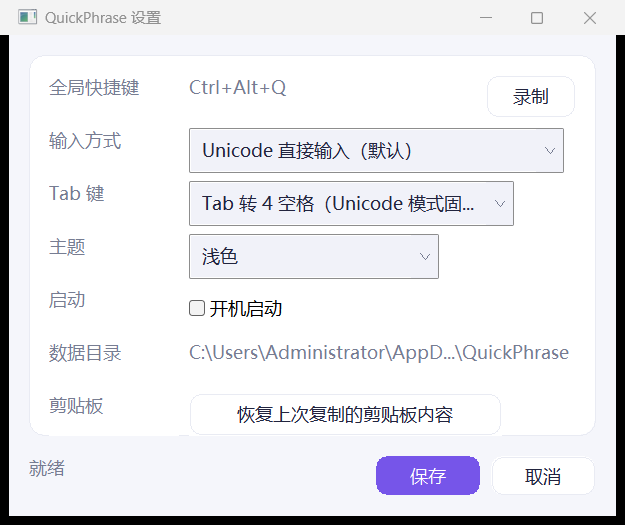 QuickPhrase 设置
全局快捷键 Ctrl+Alt+Q 录制
输入方式 Unicode 直接输入（默认）
Tab 键 Tab 转 4 空格（Unicode 模式固...
主题 浅色
启动 开机启动
数据目录 C:\Users\Administrator\AppD...\QuickPhrase
剪贴板 恢复上次复制的剪贴板内容
就绪 保存 取消